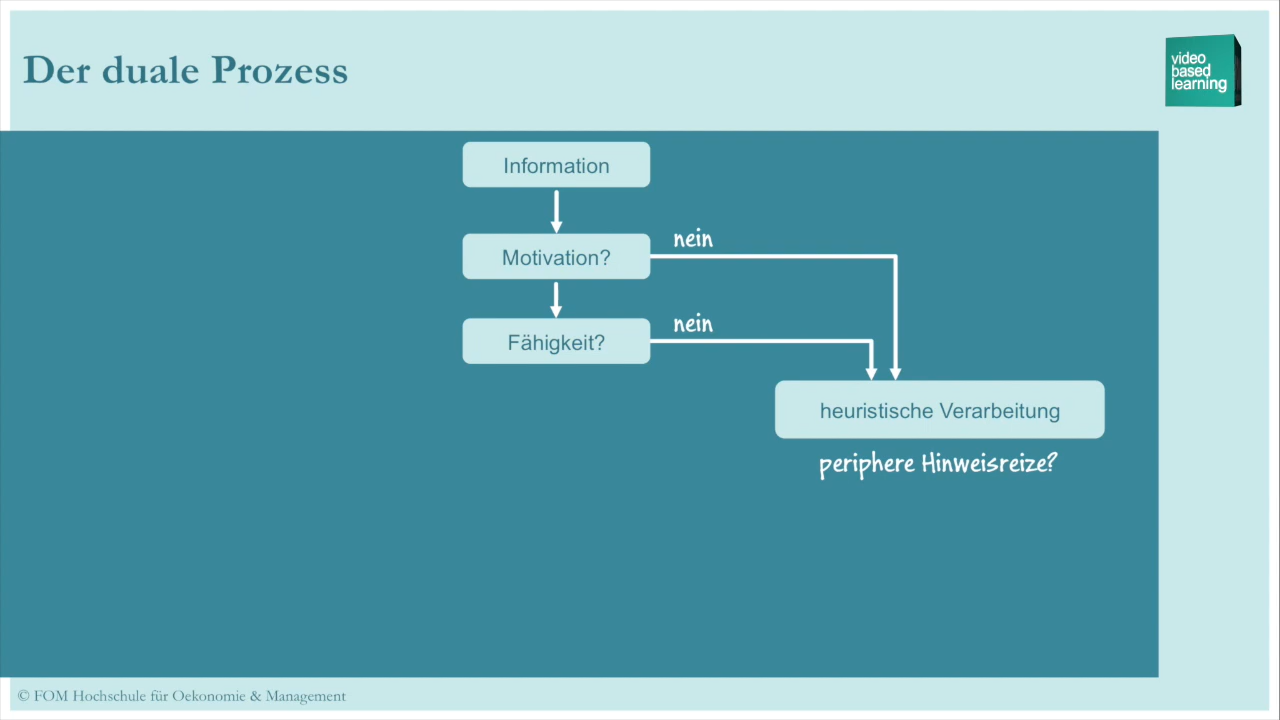 Der duale Prozess
video
based
learning
Information
nein
Motivation?
nein
Fähigkeit?
heuristische Verarbeitung
periphere Hinweisreize?
© FOM Hochschule für Oekonomie & Management